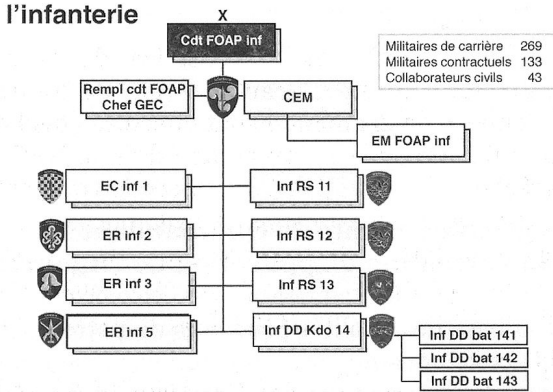 l'infanterie
X
Cdt FOAP inf
Militaires de carrière 269
Militaires contractuels 133
Collaborateurs civils 43
Rempl cdt FOAP
Chef GEC
CEM
EM FOAP inf
EC inf 1
Inf RS 11
ER inf 2
Inf RS 12
ER inf 3
Inf RS 13
ER inf 5
Inf DD Kdo 14
Inf DD bat 141
Inf DD bat 142
Inf DD bat 143